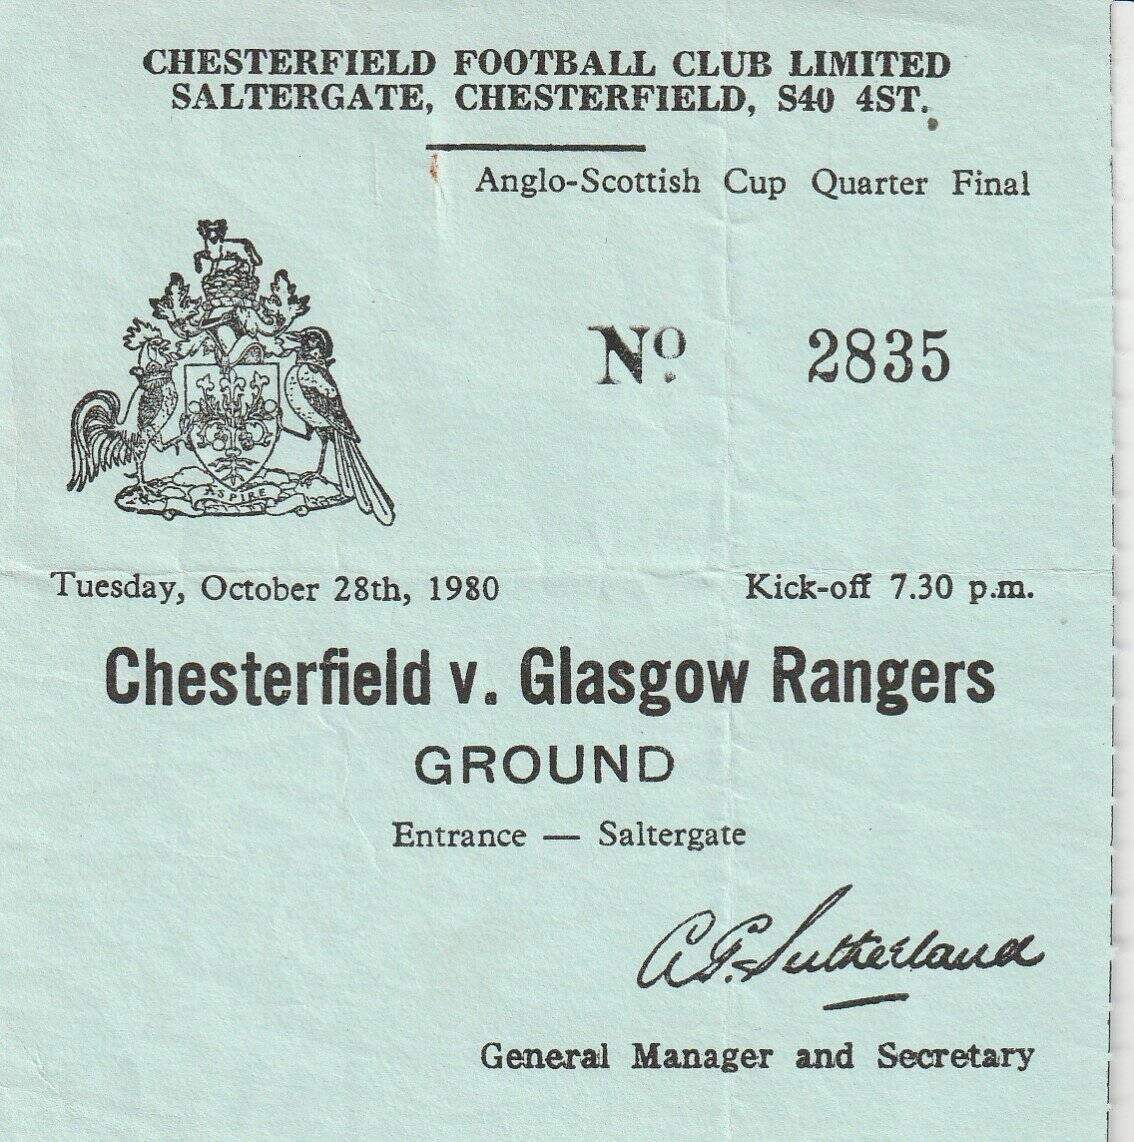 CHESTERFIELD FOOTBALL CLUB LIMITED
SALTERGATE, CHESTERFIELD, S40 4ST.
Anglo-Scottish Cup Quarter Final
Nº. 2835
ASPIRE
Tuesday, October 28th, 1980 Kick-off 7.30 p.m.
Chesterfield v. Glasgow Rangers
GROUND
Entrance — Saltergate
A.G. Sutherland
General Manager and Secretary